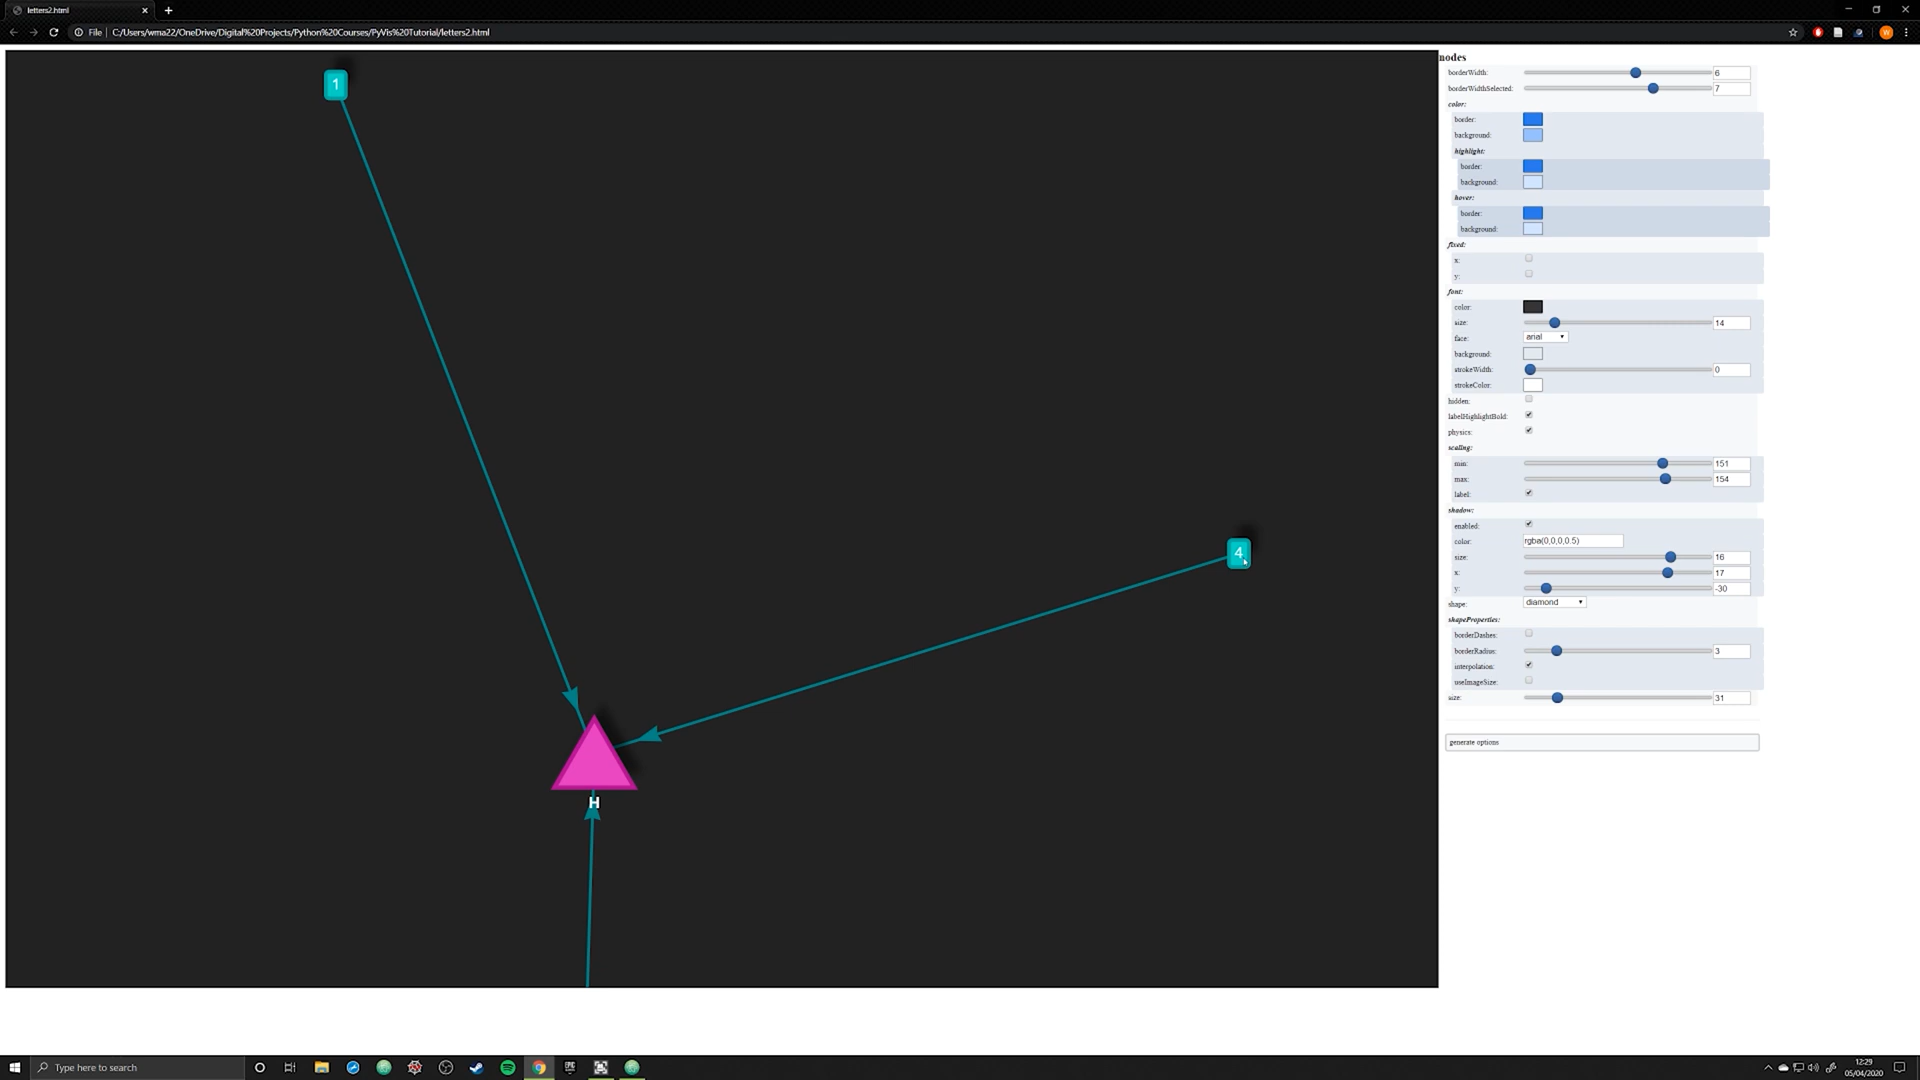 letters2.html
File C:/Users/wma22/OneDrive/Digital%20Projects/Python%20Courses/PyVis%20Tutorial/letters2.html
W
1
4
H
nodes
borderWidth: 6
borderWidthSelected: 7
color:
border:
background:
highlight:
border:
background:
hover:
border:
background:
fixed:
x:
y:
font:
color:
size: 14
face: arial
background:
strokeWidth: 0
strokeColor:
hidden:
labelHighlightBold:
physics:
scaling:
min: 151
max: 154
label:
shadow:
enabled:
color: rgba(0,0,0,0.5)
size: 16
x: 17
y: -30
shape: diamond
shapeProperties:
borderDashes:
borderRadius: 3
interpolation:
useImageSize:
size: 31
generate options
Type here to search
EPIC
12:29
05/04/2020